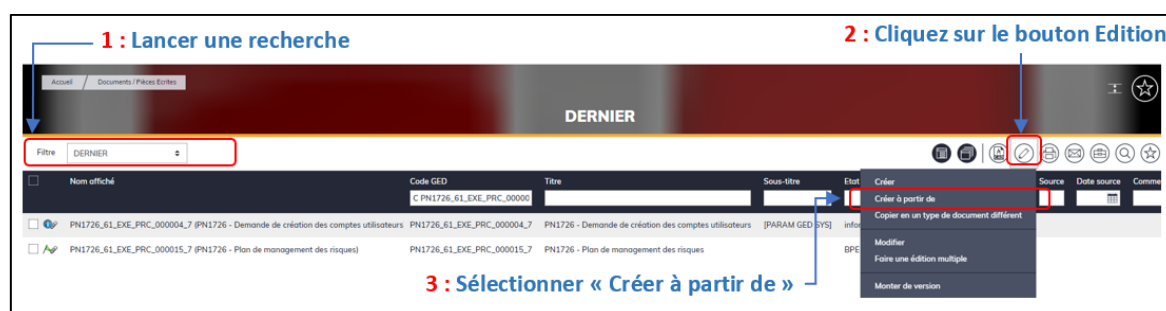 1 : Lancer une recherche
2 : Cliquez sur le bouton Edition
Accueil / Documents / Pièces Ecrites
DERNIER
Filtre DERNIER
Nom affiché Code GED Titre Sous-titre Etat Source Date source Comme
C PN1726_61_EXE_PRC_00000
PN1726_61_EXE_PRC_000004_7 (PN1726 - Demande de création des comptes utilisateurs PN1726_61_EXE_PRC_000004_7 PN1726 - Demande de création des comptes utilisateurs [PARAM GED SYS] infor
PN1726_61_EXE_PRC_000015_7 (PN1726 - Plan de management des risques) PN1726_61_EXE_PRC_000015_7 PN1726 - Plan de management des risques BPE
Créer
Créer à partir de
Copier en un type de document différent
Modifier
Faire une édition multiple
Monter de version
3 : Sélectionner « Créer à partir de »